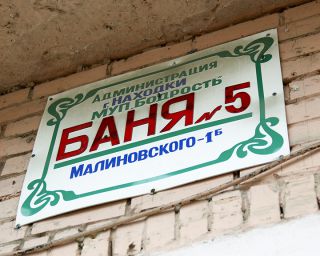 Администрация
г. Находки
МУП Бодрость
БАНЯ №5
Малиновского-1б